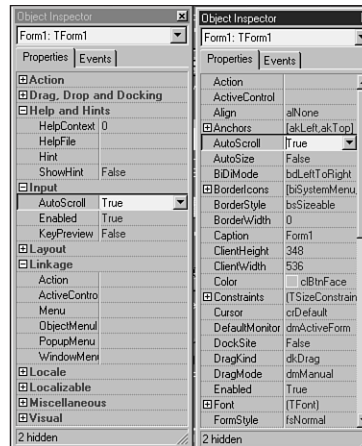 Object Inspector
Form1: TForm1
Properties Events
Action
Drag, Drop and Docking
Help and Hints
HelpContext 0
HelpFile
Hint
ShowHint False
Input
AutoScroll True
Enabled True
KeyPreview False
Layout
Linkage
Action
ActiveContro
Menu
ObjectMenuI
PopupMenu
WindowMenu
Locale
Localizable
Miscellaneous
Visual
2 hidden
Object Inspector
Form1: TForm1
Properties Events
Action
ActiveControl
Align alNone
Anchors [akLeft,akTop]
AutoScroll True
AutoSize False
BiDiMode bdLeftToRight
BorderIcons [biSystemMenu,
BorderStyle bsSizeable
BorderWidth 0
Caption Form1
ClientHeight 348
ClientWidth 536
Color clBtnFace
Constraints (TSizeConstrain
Cursor crDefault
DefaultMonitor dmActiveForm
DockSite False
DragKind dkDrag
DragMode dmManual
Enabled True
Font (TFont)
FormStyle fsNormal
2 hidden